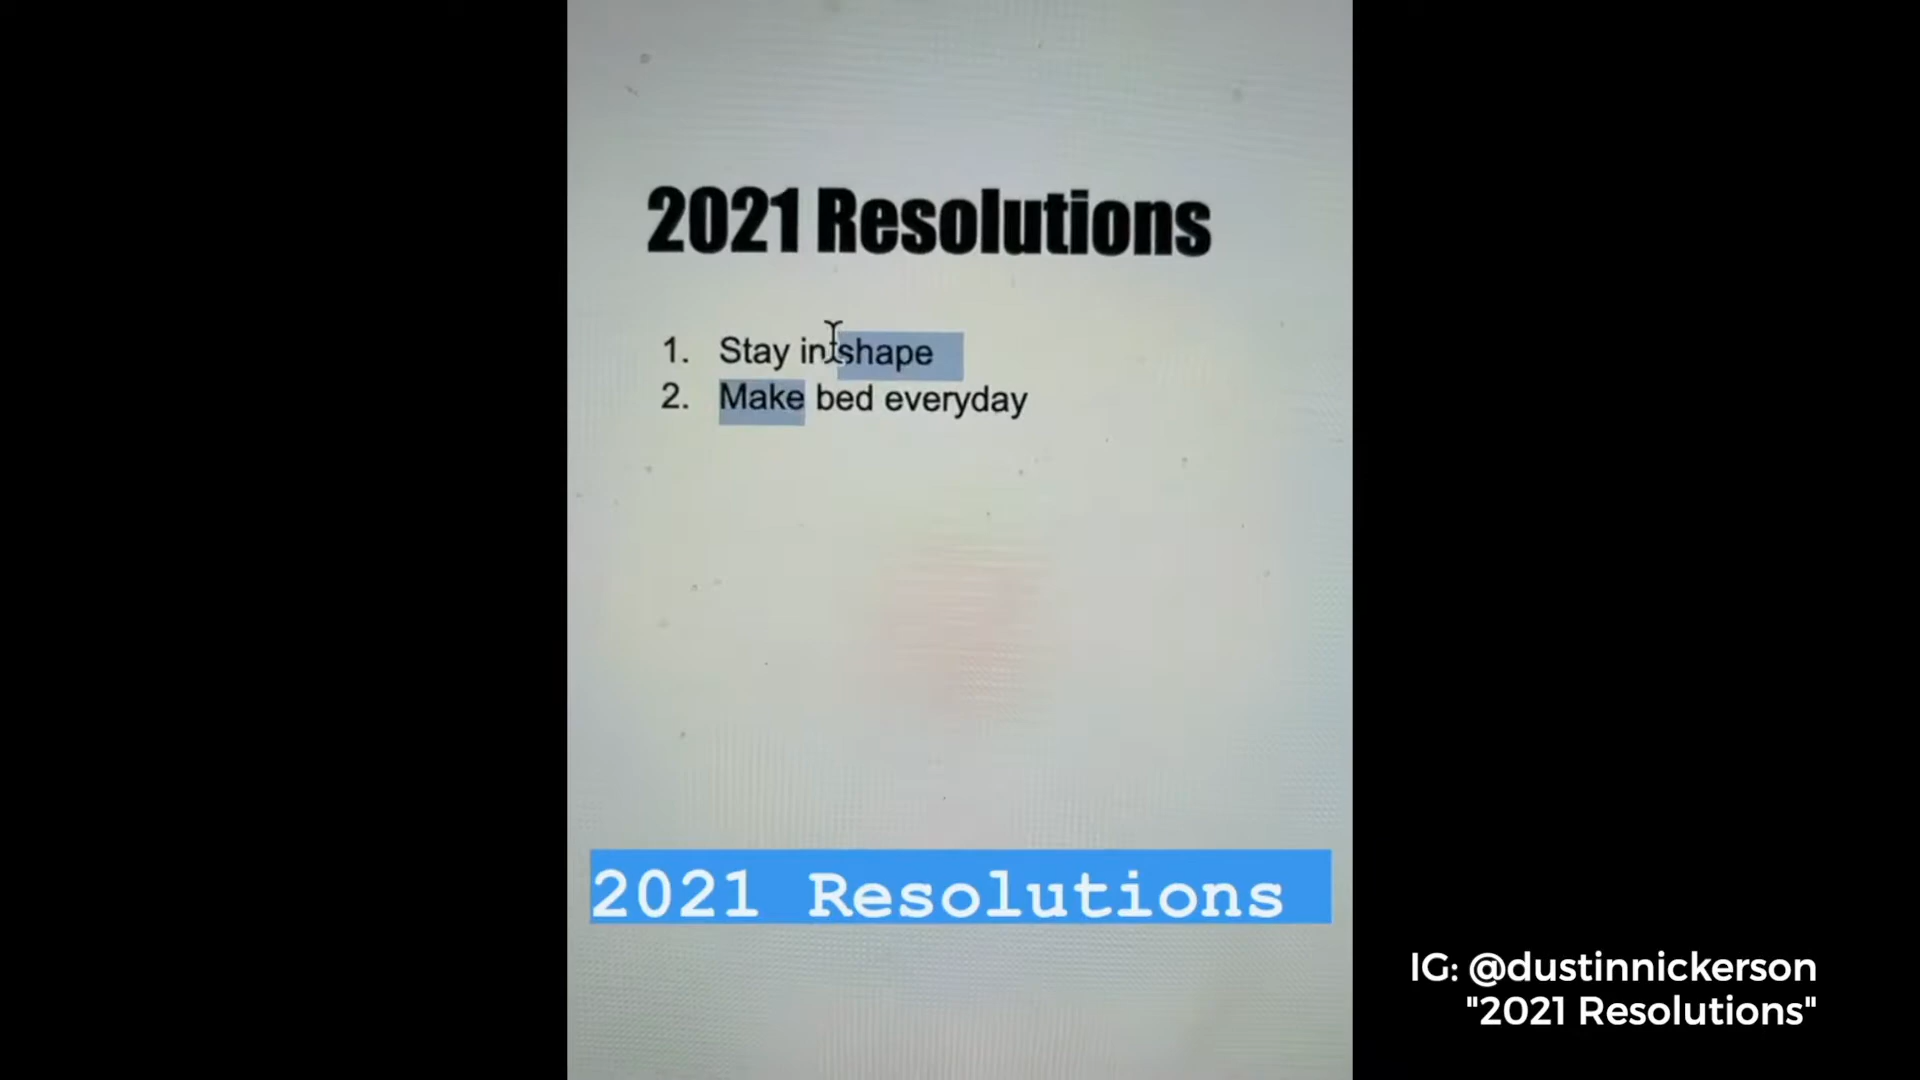 2021 Resolutions
1. Stay in shape
2. Make bed everyday
2021 Resolutions
IG: @dustinnickerson
"2021 Resolutions"